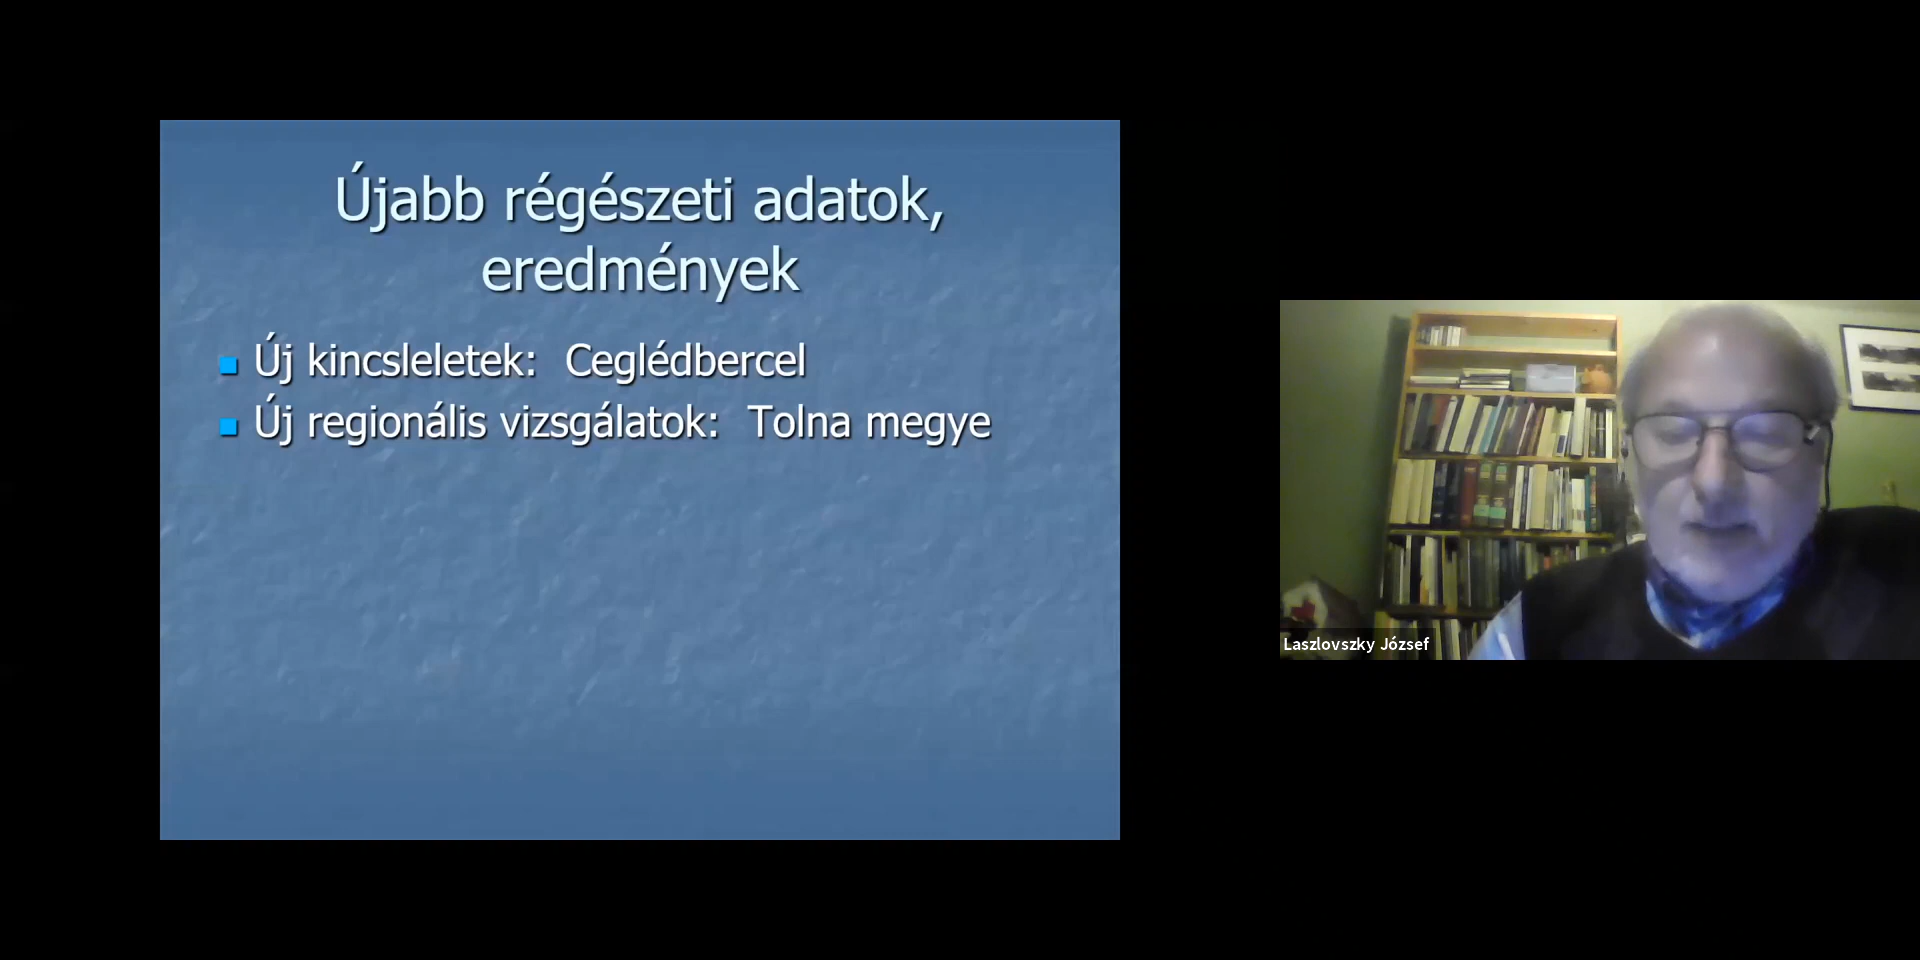 Újabb régészeti adatok,
eredmények
Új kincsleletek:  Ceglédbercel
Új regionális vizsgálatok:  Tolna megye
Laszlovszky József